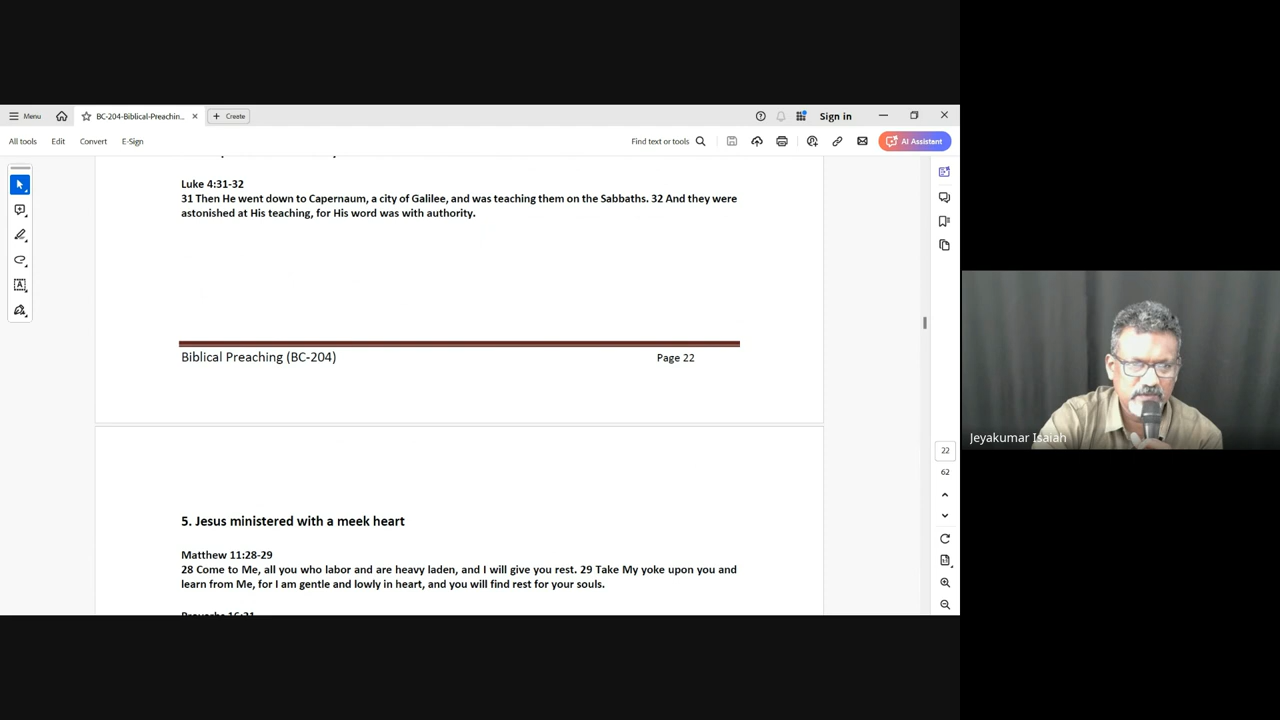 Menu
BC-204-Biblical-Preachin...
Create
Sign in
All tools
Edit
Convert
E-Sign
Find text or tools
AI Assistant
Luke 4:31-32
31 Then He went down to Capernaum, a city of Galilee, and was teaching them on the Sabbaths. 32 And they were
astonished at His teaching, for His word was with authority.
Biblical Preaching (BC-204)
Page 22
22
62
5. Jesus ministered with a meek heart
Matthew 11:28-29
28 Come to Me, all you who labor and are heavy laden, and I will give you rest. 29 Take My yoke upon you and
learn from Me, for I am gentle and lowly in heart, and you will find rest for your souls.
Proverbs 16:21
Jeyakumar Isaiah